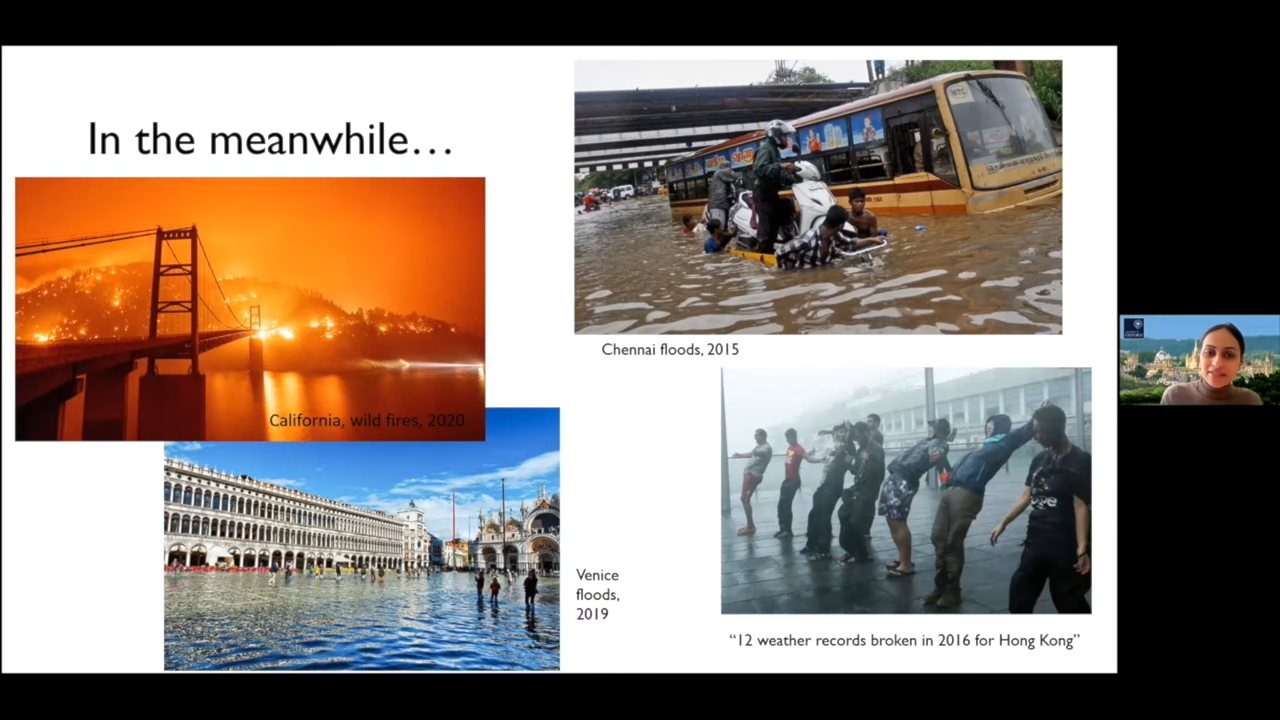 In the meanwhile…
California, wild fires, 2020
Chennai floods, 2015
MTC
Venice
floods,
2019
“12 weather records broken in 2016 for Hong Kong”